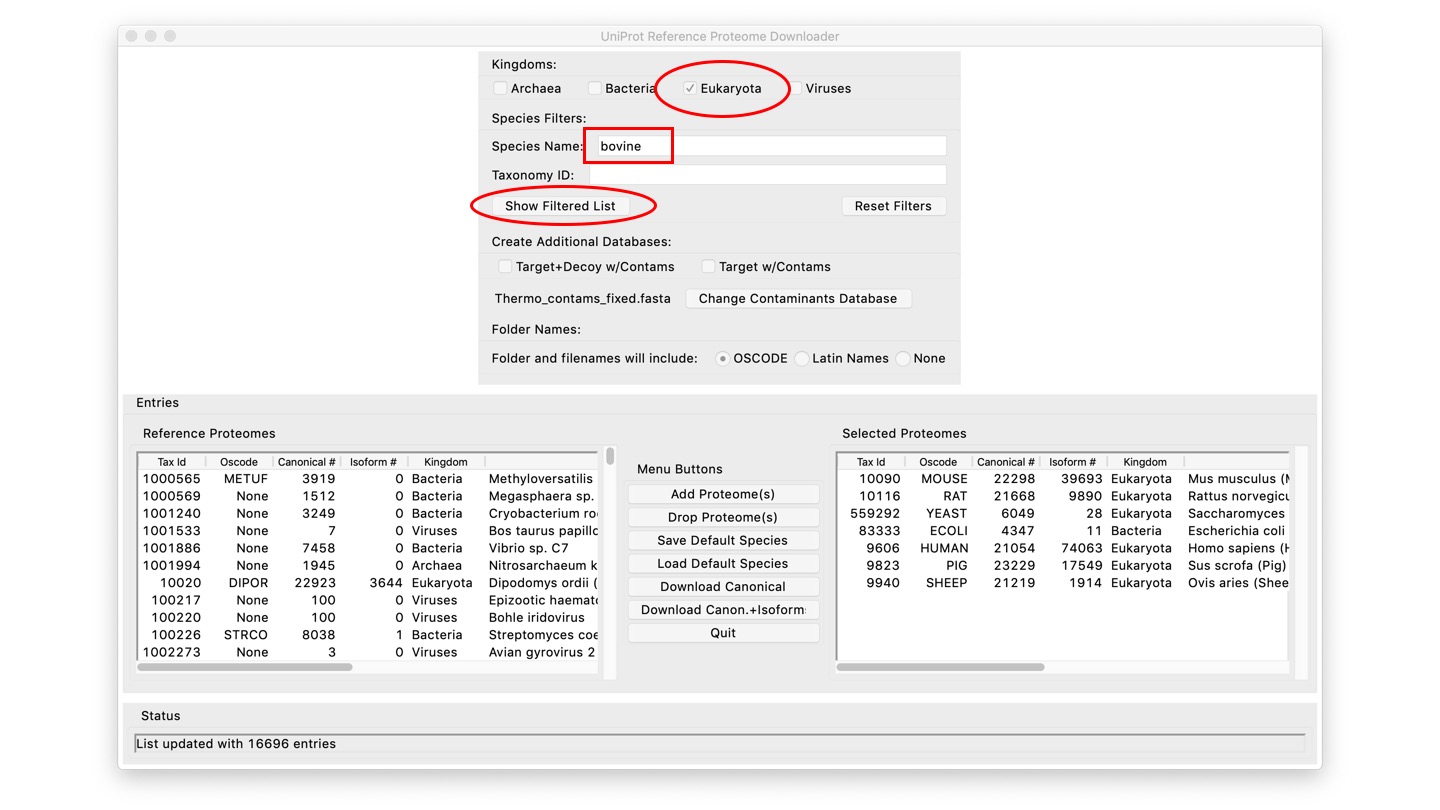 UniProt Reference Proteome Downloader
Kingdoms:
Archaea Bacteria Eukaryota Viruses
Species Filters:
Species Name: bovine
Taxonomy ID:
Show Filtered List Reset Filters
Create Additional Databases:
Target+Decoy w/Contams Target w/Contams
Thermo_contams_fixed.fasta Change Contaminants Database
Folder Names:
Folder and filenames will include: OSCODE Latin Names None
Entries
Reference Proteomes
Tax Id Oscode Canonical # Isoform # Kingdom
1000565 METUF 3919 0 Bacteria Methyloversatilis
1000569 None 1512 0 Bacteria Megasphaera sp.
1001240 None 3249 0 Bacteria Cryobacterium ro
1001533 None 7 0 Viruses Bos taurus papillo
1001886 None 7458 0 Bacteria Vibrio sp. C7
1001994 None 1945 0 Archaea Nitrosarchaeum k
10020 DIPOR 22923 3644 Eukaryota Dipodomys ordii (
100217 None 100 0 Viruses Epizootic haemato
100220 None 100 0 Viruses Bohle iridovirus
100226 STRCO 8038 1 Bacteria Streptomyces coe
1002273 None 3 0 Viruses Avian gyrovirus 2
Menu Buttons
Add Proteome(s)
Drop Proteome(s)
Save Default Species
Load Default Species
Download Canonical
Download Canon.+Isoform
Quit
Selected Proteomes
Tax Id Oscode Canonical # Isoform # Kingdom
10090 MOUSE 22298 39693 Eukaryota Mus musculus (M
10116 RAT 21668 9890 Eukaryota Rattus norvegicu
559292 YEAST 6049 28 Eukaryota Saccharomyces
83333 ECOLI 4347 11 Bacteria Escherichia coli
9606 HUMAN 21054 74063 Eukaryota Homo sapiens (H
9823 PIG 23229 17549 Eukaryota Sus scrofa (Pig)
9940 SHEEP 21219 1914 Eukaryota Ovis aries (Shee
Status
List updated with 16696 entries